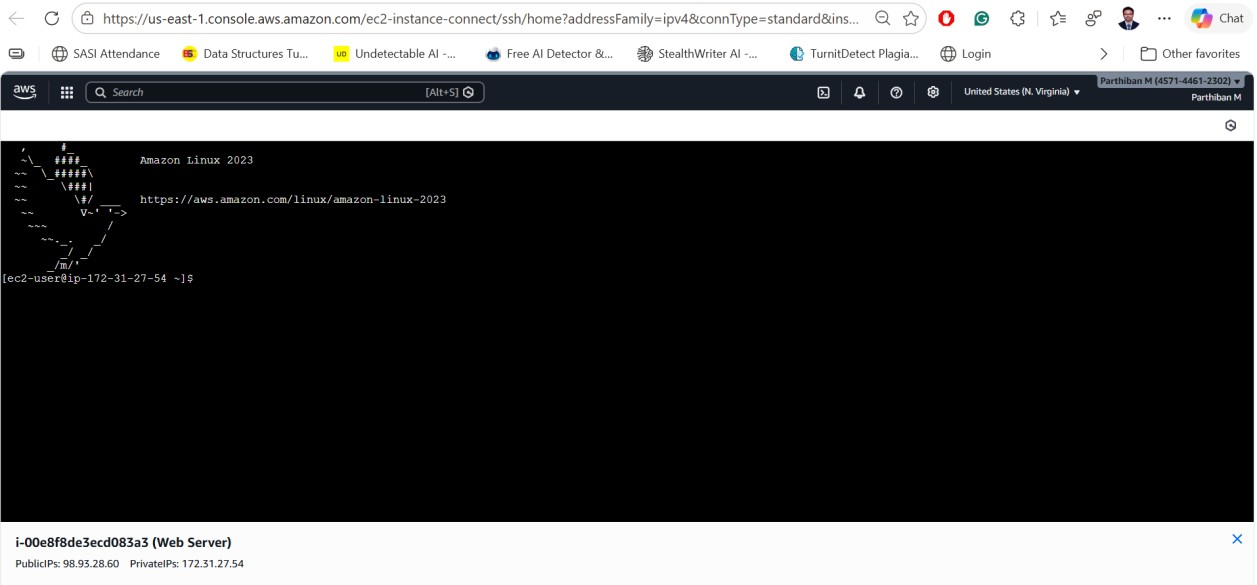 https://us-east-1.console.aws.amazon.com/ec2-instance-connect/ssh/home?addressFamily=ipv4&connType=standard&ins...
Chat
SASI Attendance
Data Structures Tu...
UD
Undetectable AI -...
Free AI Detector &...
StealthWriter AI -...
TurnitDetect Plagia...
Login
Other favorites
aws
Search
[Alt+S]
United States (N. Virginia)
Parthiban M (4571-4461-2302)
Parthiban M
   ,     #_
   ~\_  ####_        Amazon Linux 2023
  ~~  \_#####\
  ~~     \###|
  ~~       \#/ ___   https://aws.amazon.com/linux/amazon-linux-2023
   ~~       V~' '->
    ~~~         /
      ~~._.   _/
         _/ _/
       _/m/'
[ec2-user@ip-172-31-27-54 ~]$
i-00e8f8de3ecd083a3 (Web Server)
PublicIPs: 98.93.28.60 PrivateIPs: 172.31.27.54